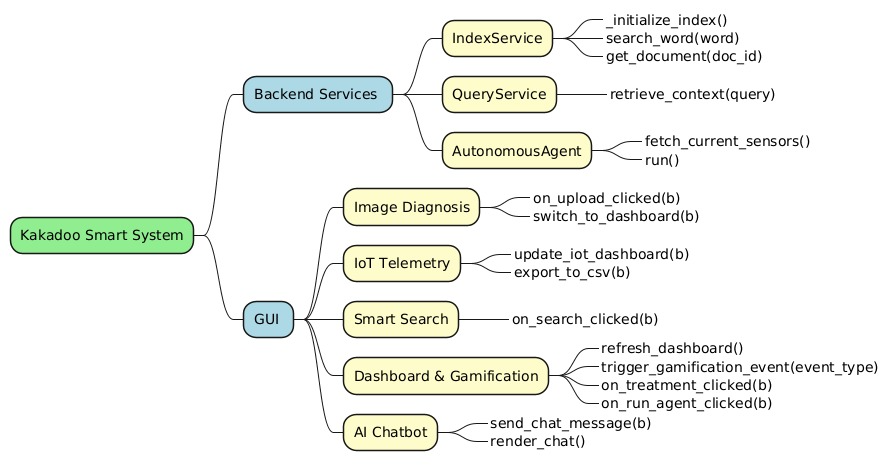 Kakadoo Smart System
Backend Services
IndexService
_initialize_index()
search_word(word)
get_document(doc_id)
QueryService
retrieve_context(query)
AutonomousAgent
fetch_current_sensors()
run()
GUI
Image Diagnosis
on_upload_clicked(b)
switch_to_dashboard(b)
IoT Telemetry
update_iot_dashboard(b)
export_to_csv(b)
Smart Search
on_search_clicked(b)
Dashboard & Gamification
refresh_dashboard()
trigger_gamification_event(event_type)
on_treatment_clicked(b)
on_run_agent_clicked(b)
AI Chatbot
send_chat_message(b)
render_chat()